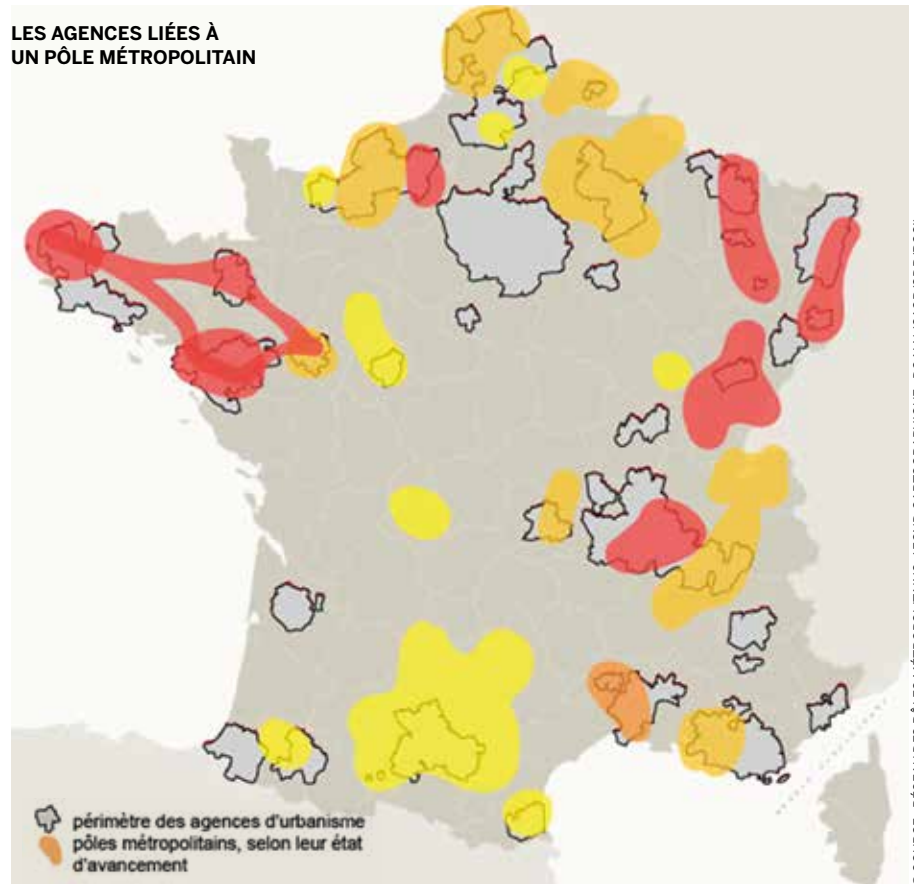 LES AGENCES LIÉES À
UN PÔLE MÉTROPOLITAIN
périmètre des agences d'urbanisme
pôles métropolitains, selon leur état
d'avancement